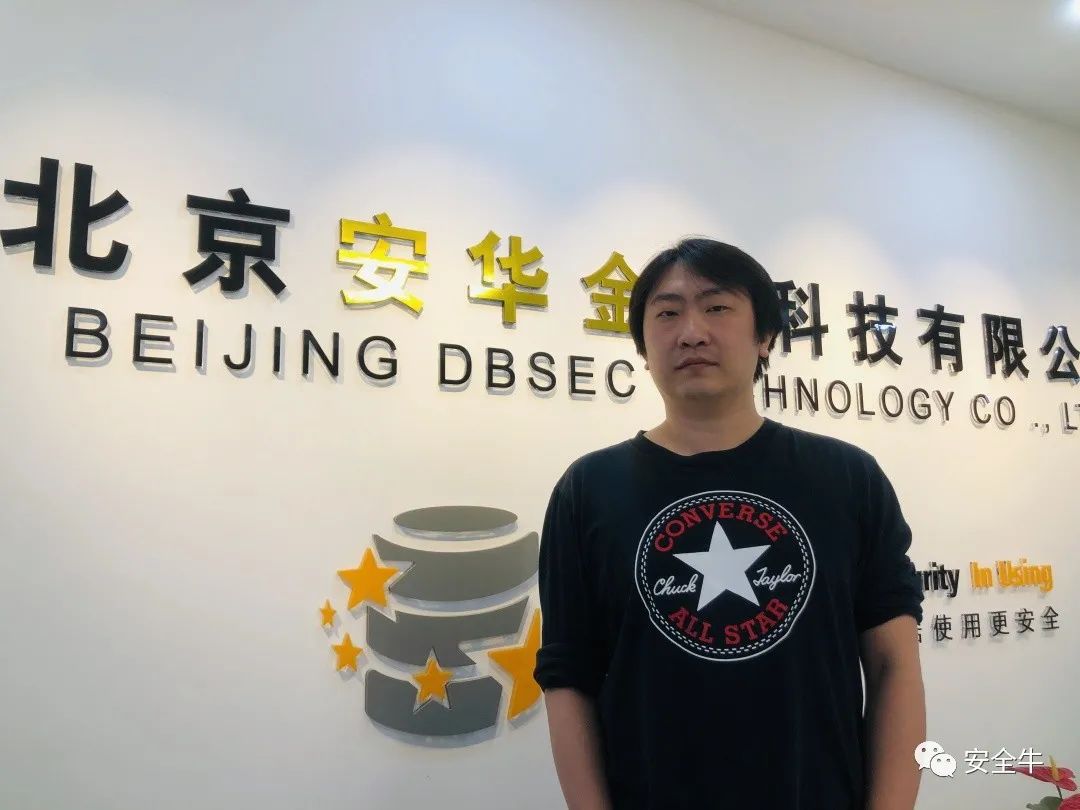 北京安华金 科技有限公
BEIJING DBSEC HNOLOGY CO ., LT
CONVERSE
Chuck Taylor
ALL STAR
rity In Using
使用更安全
安全牛